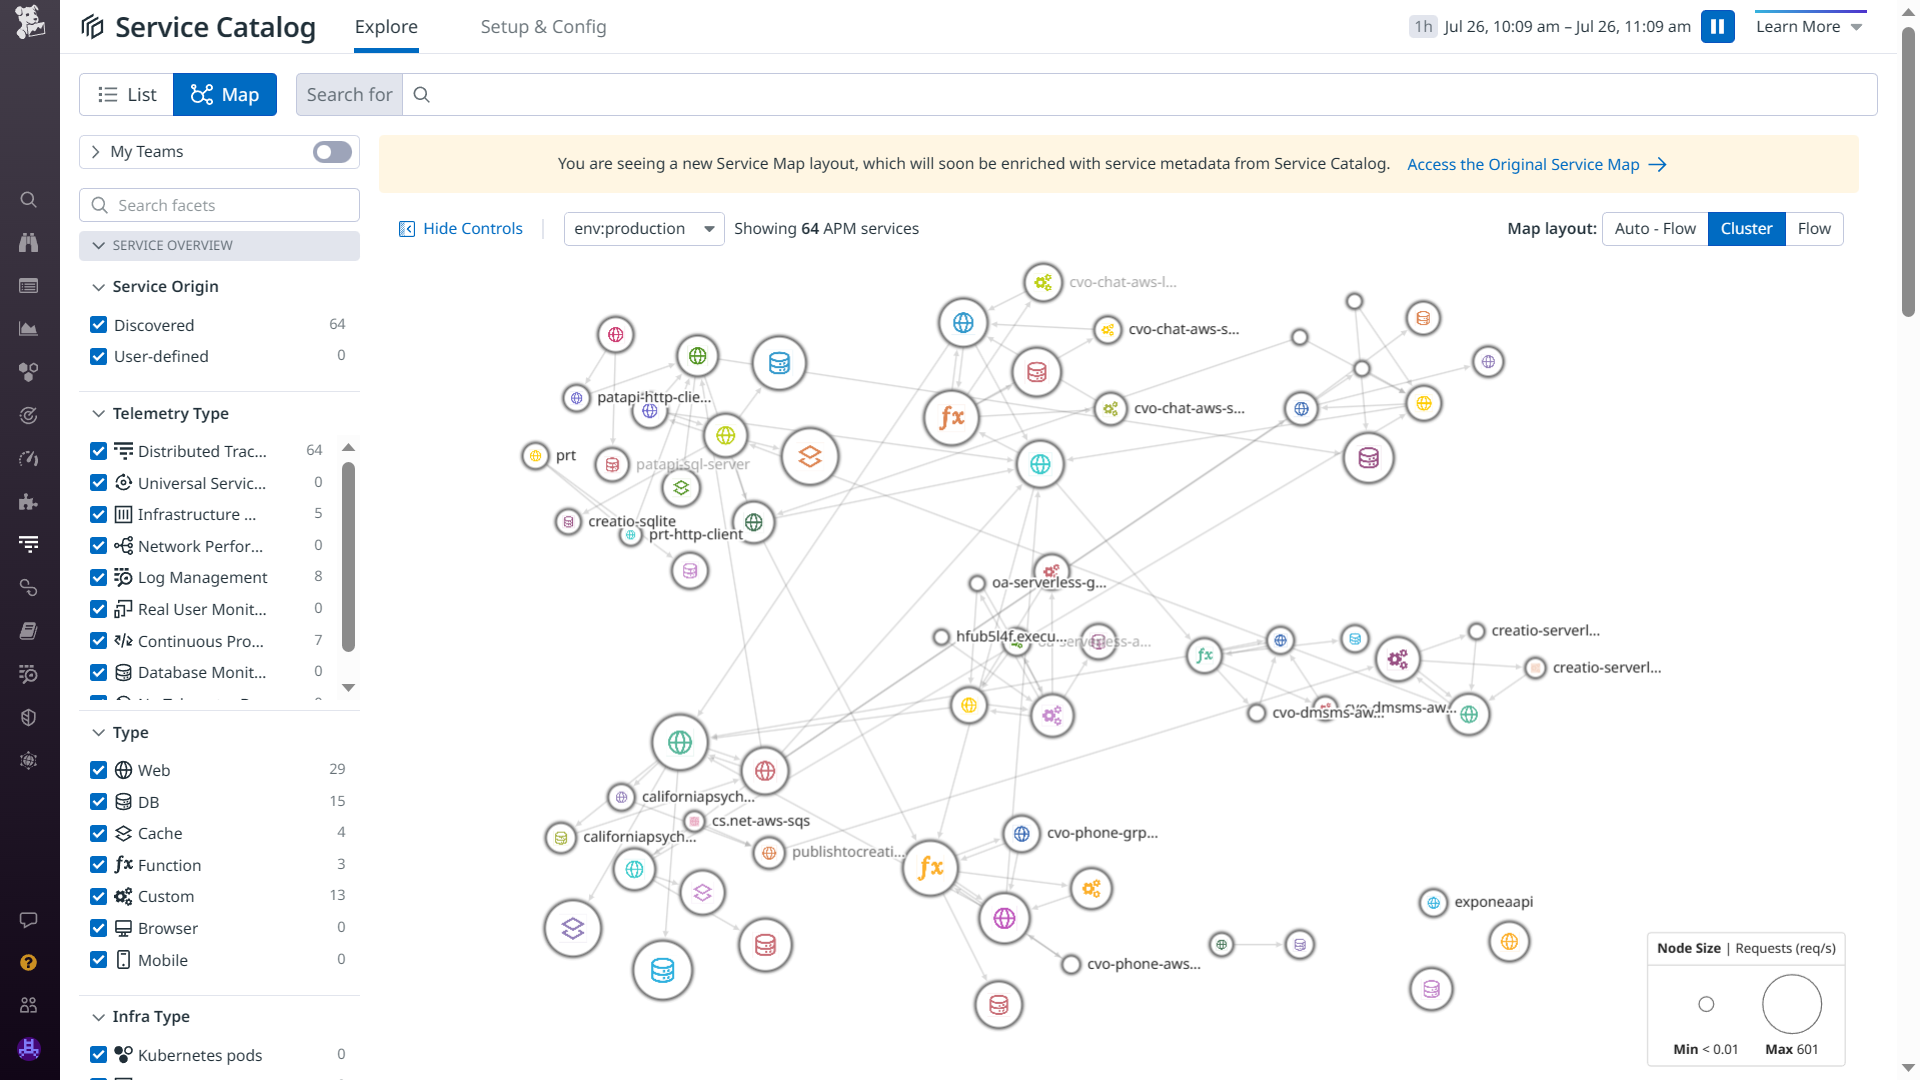 Service Catalog
Explore
Setup & Config
1h Jul 26, 10:09 am – Jul 26, 11:09 am
Learn More
List
Map
Search for
My Teams
You are seeing a new Service Map layout, which will soon be enriched with service metadata from Service Catalog. Access the Original Service Map
Search facets
Hide Controls
env:production
Showing 64 APM services
Map layout:
Auto - Flow
Cluster
Flow
SERVICE OVERVIEW
Service Origin
Discovered 64
User-defined 0
Telemetry Type
Distributed Trac... 64
Universal Servic... 0
Infrastructure ... 5
Network Perfor... 0
Log Management 8
Real User Monit... 0
Continuous Pro... 7
Database Monit... 0
Type
Web 29
DB 15
Cache 4
Function 3
Custom 13
Browser 0
Mobile 0
Infra Type
Kubernetes pods 0
cvo-chat-aws-l...
cvo-chat-aws-s...
patapi-http-clie...
cvo-chat-aws-s...
prt
patapi-sql-server
creatio-sqlite
prt-http-client
oa-serverless-g...
hfub5l4f.execu...
creatio-serverl...
creatio-serverl...
cvo-dmsms-aw...
cvo-dmsms-aw...
californiapsych...
cs.net-aws-sqs
californiapsych...
publishtocreati...
cvo-phone-grp...
exponeaapi
cvo-phone-aws...
Node Size | Requests (req/s)
Min < 0.01
Max 601